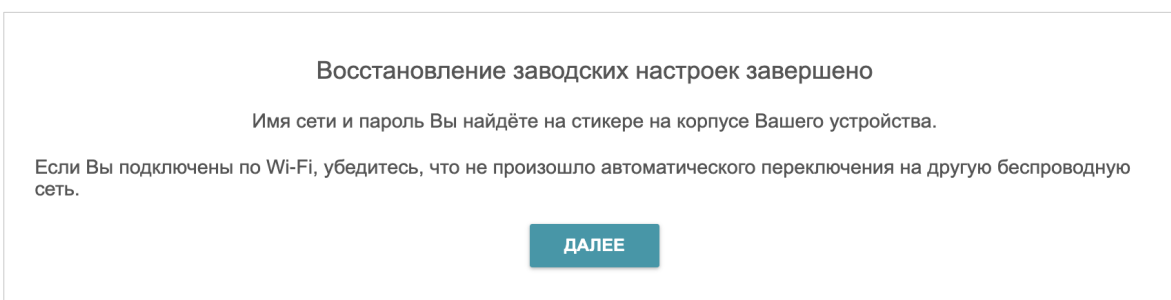 Восстановление заводских настроек завершено
Имя сети и пароль Вы найдёте на стикере на корпусе Вашего устройства.
Если Вы подключены по Wi-Fi, убедитесь, что не произошло автоматического переключения на другую беспроводную
сеть.
ДАЛЕЕ